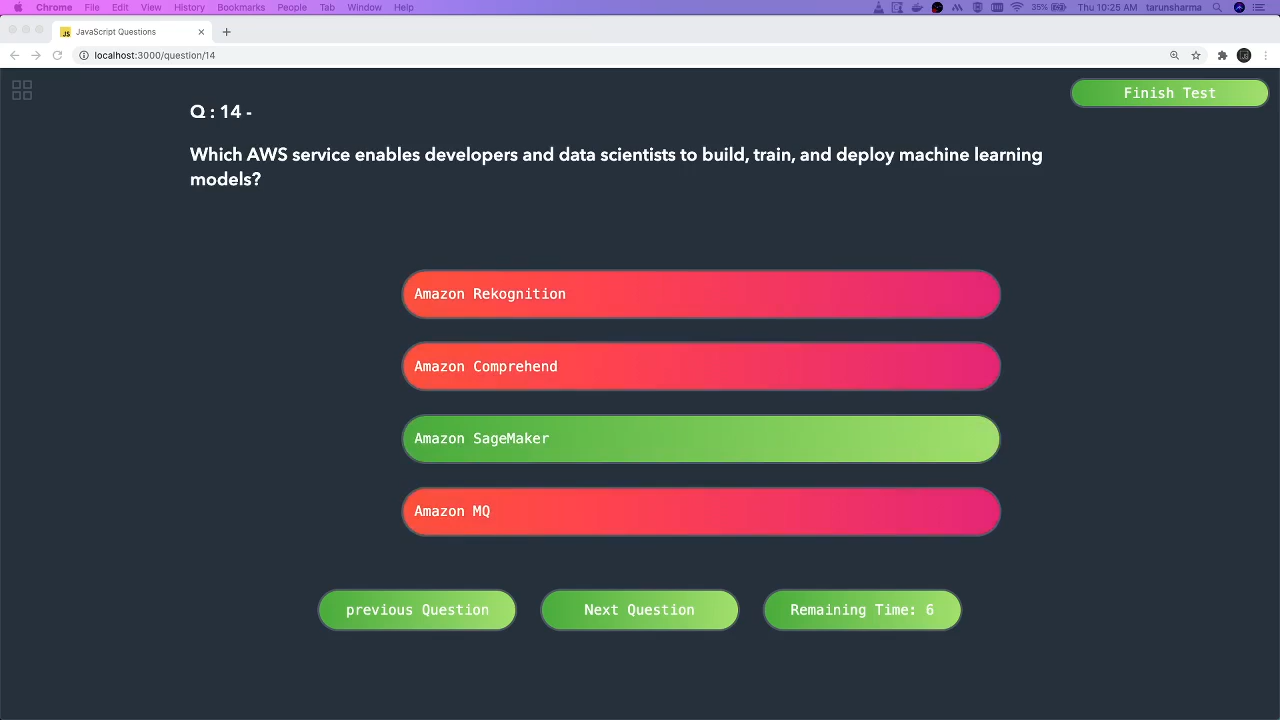 Chrome File Edit View History Bookmarks People Tab Window Help 35% Thu 10:25 AM tarunsharma
JS JavaScript Questions
localhost:3000/question/14
Finish Test
Q : 14 -
Which AWS service enables developers and data scientists to build, train, and deploy machine learning
models?
Amazon Rekognition
Amazon Comprehend
Amazon SageMaker
Amazon MQ
previous Question Next Question Remaining Time: 6